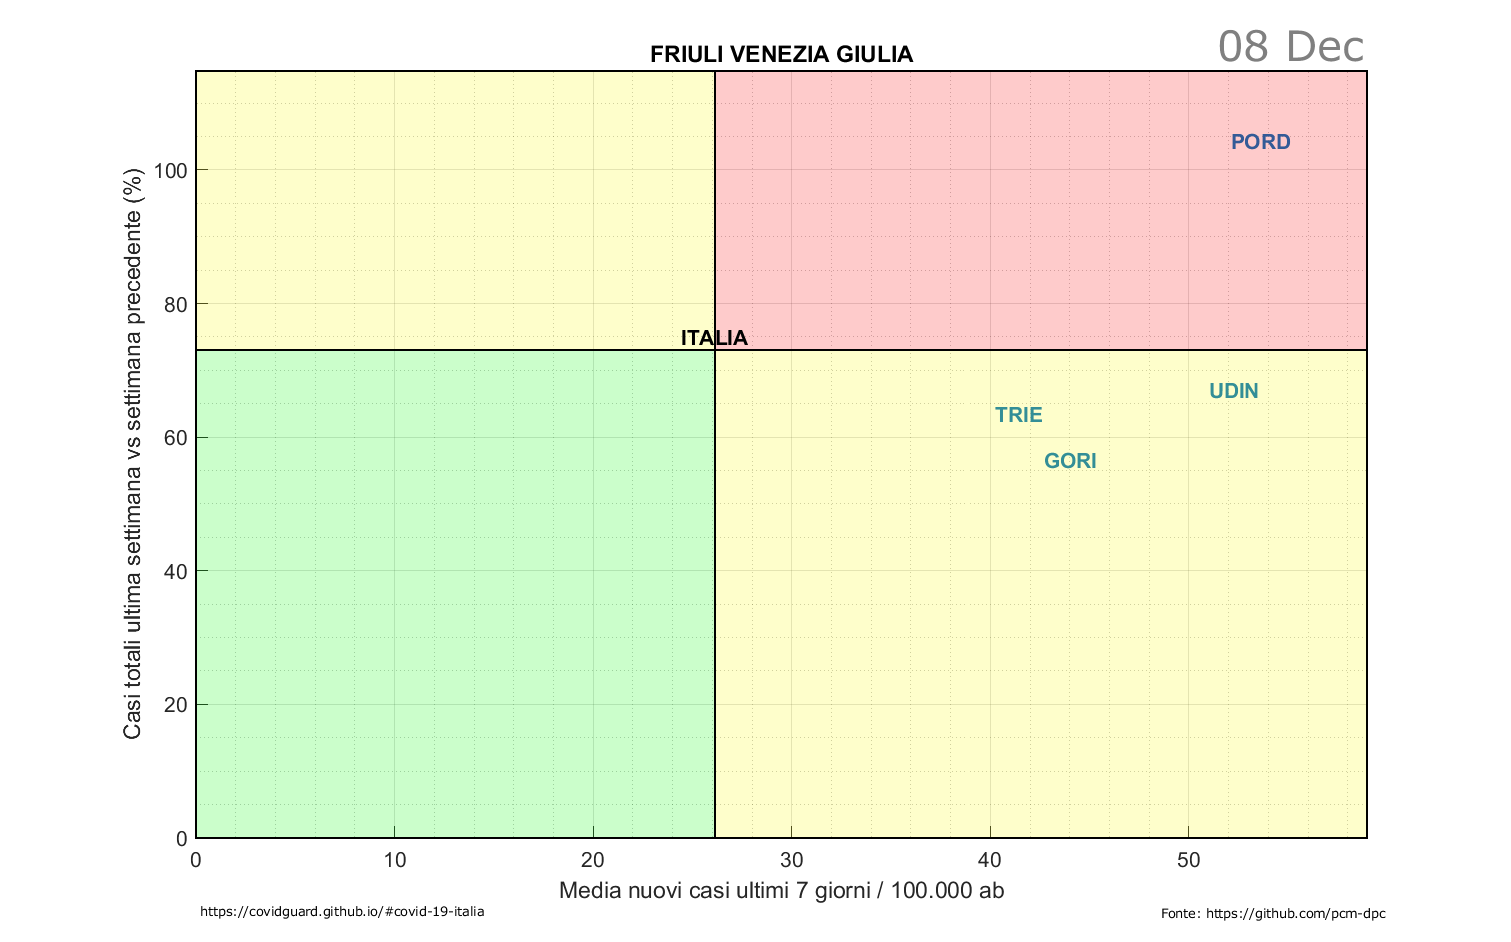 08 Dec
FRIULI VENEZIA GIULIA
PORD
100
80
ITALIA
UDIN
TRIE
60
GORI
40
20
0
Casi totali ultima settimana vs settimana precedente (%)
0 10 20 30 40 50
Media nuovi casi ultimi 7 giorni / 100.000 ab
https://covidguard.github.io/#covid-19-italia
Fonte: https://github.com/pcm-dpc